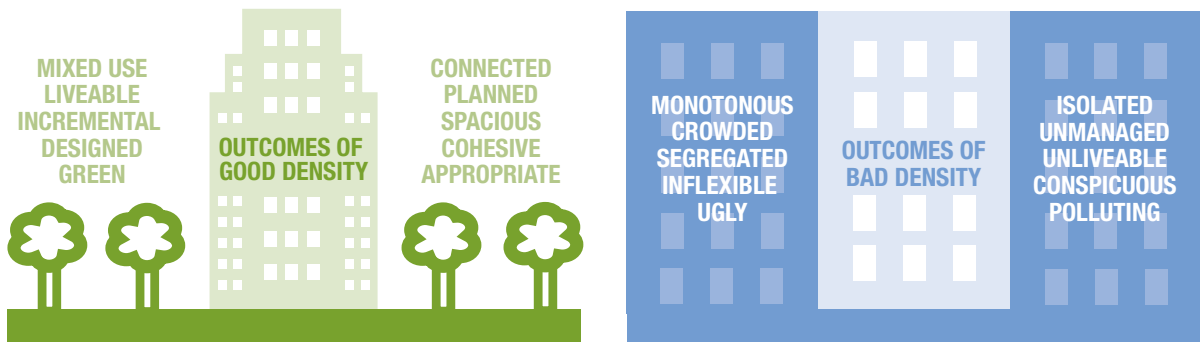 MIXED USE
LIVEABLE
INCREMENTAL
DESIGNED
GREEN
OUTCOMES OF
GOOD DENSITY
CONNECTED
PLANNED
SPACIOUS
COHESIVE
APPROPRIATE
MONOTONOUS
CROWDED
SEGREGATED
INFLEXIBLE
UGLY
OUTCOMES OF
BAD DENSITY
ISOLATED
UNMANAGED
UNLIVEABLE
CONSPICUOUS
POLLUTING